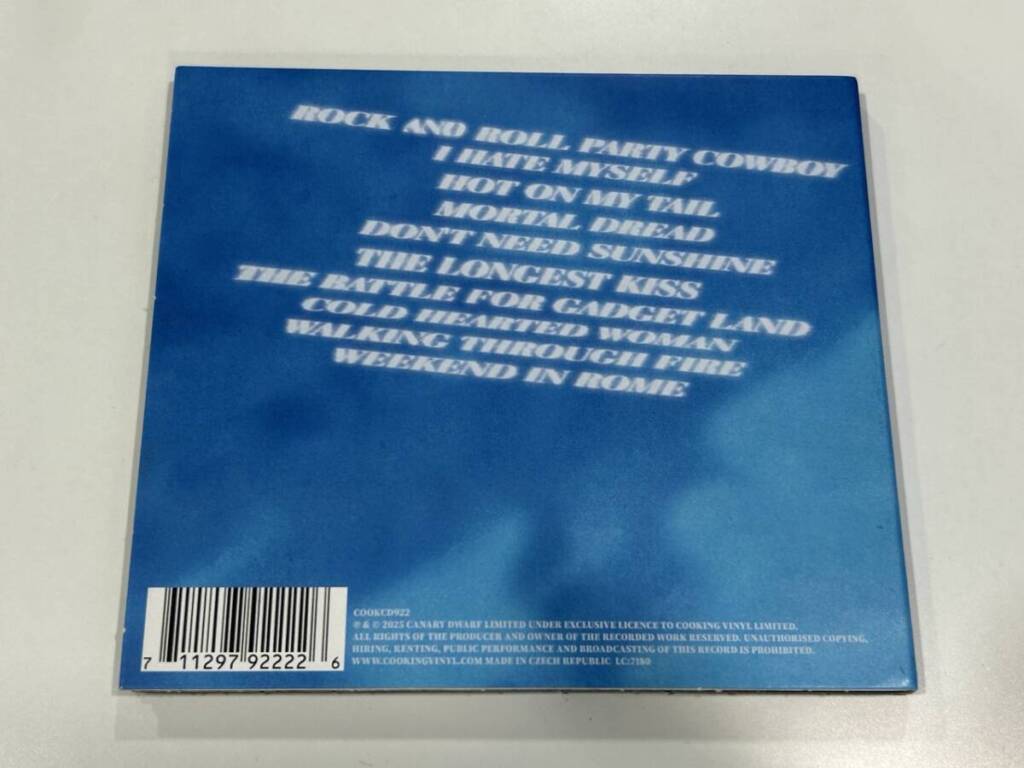 ROCK AND ROLL PARTY COWBOY
I HATE MYSELF
HOT ON MY TAIL
MORTAL DREAD
DON'T NEED SUNSHINE
THE LONGEST KISS
THE BATTLE FOR GADGET LAND
COLD HEARTED WOMAN
WALKING THROUGH FIRE
WEEKEND IN ROME
COOKCD922
℗ & © 2025 CANARY DWARF LIMITED UNDER EXCLUSIVE LICENCE TO COOKING VINYL LIMITED.
ALL RIGHTS OF THE PRODUCER AND OWNER OF THE RECORDED WORK RESERVED. UNAUTHORISED COPYING,
HIRING, RENTING, PUBLIC PERFORMANCE AND BROADCASTING OF THIS RECORD IS PROHIBITED.
WWW.COOKINGVINYL.COM MADE IN CZECH REPUBLIC LC:7180
7 11297 92222 6